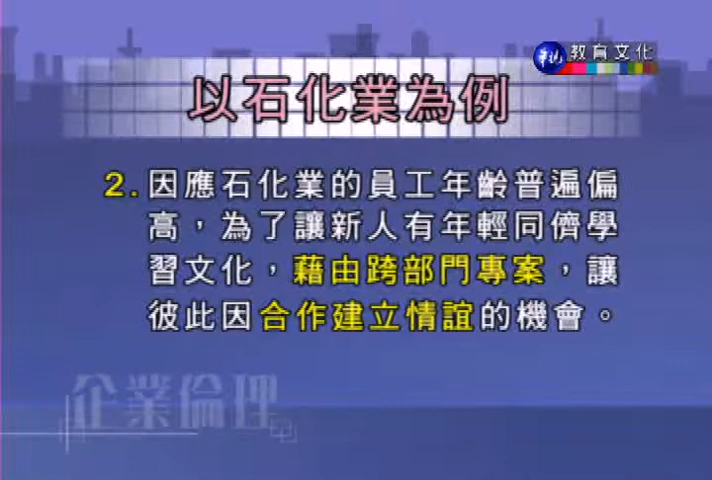 華視
教育文化
以石化業為例
2. 因應石化業的員工年齡普遍偏
高，為了讓新人有年輕同儕學
習文化，藉由跨部門專案，讓
彼此因合作建立情誼的機會。
企業倫理